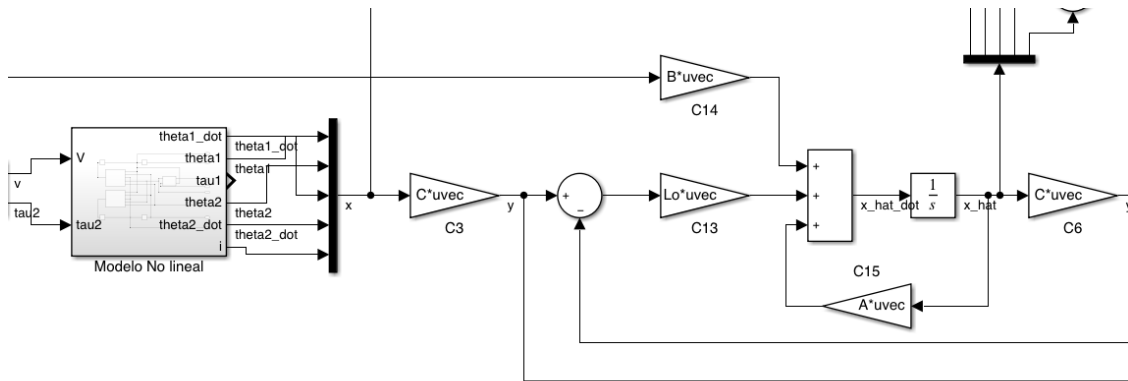 B*uvec
C14
V
tau2
theta1_dot
theta1
tau1
theta2
theta2_dot
i
Modelo No lineal
v
tau2
theta1_dot
theta1
theta2
theta2_dot
x
C*uvec
C3
y
+
−
Lo*uvec
C13
+
+
+
x_hat_dot
1
s
x_hat
C*uvec
C6
y
C15
A*uvec